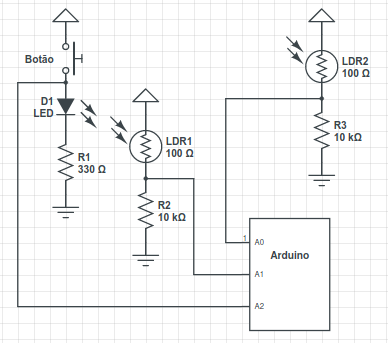 Botão
D1
LED
R1
330 Ω
LDR1
100 Ω
R2
10 kΩ
LDR2
100 Ω
R3
10 kΩ
1
A0
Arduino
A1
A2